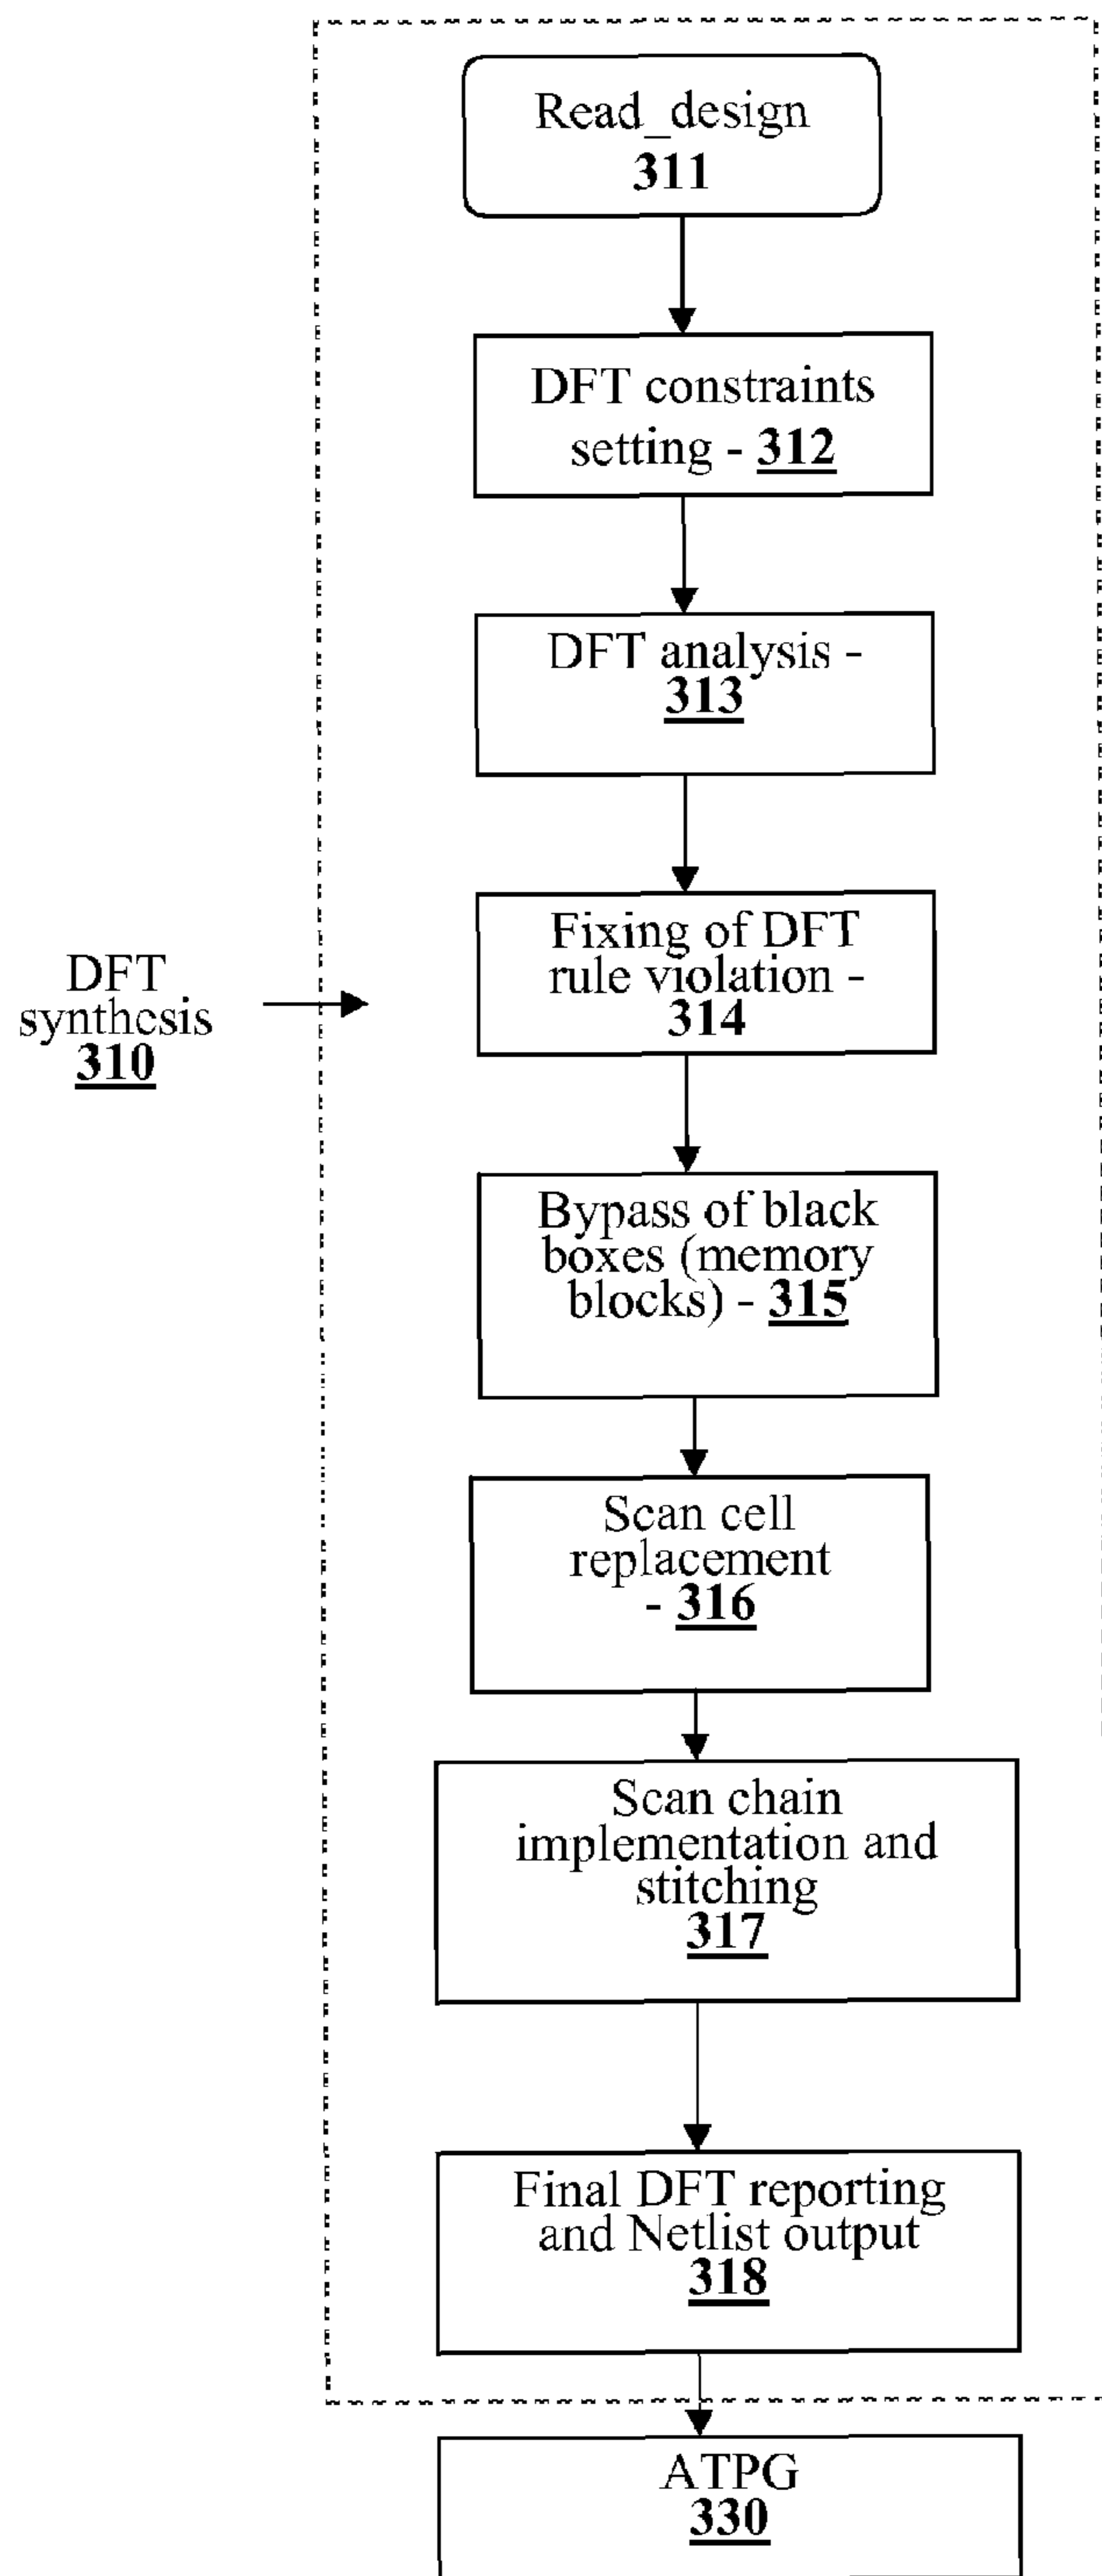 Read_design
311
DFT constraints
setting - 312
DFT analysis -
313
Fixing of DFT
rule violation -
314
DFT
synthesis
310
Bypass of black
boxes (memory
blocks) - 315
Scan cell
replacement
- 316
Scan chain
implementation and
stitching
317
Final DFT reporting
and Netlist output
318
ATPG
330